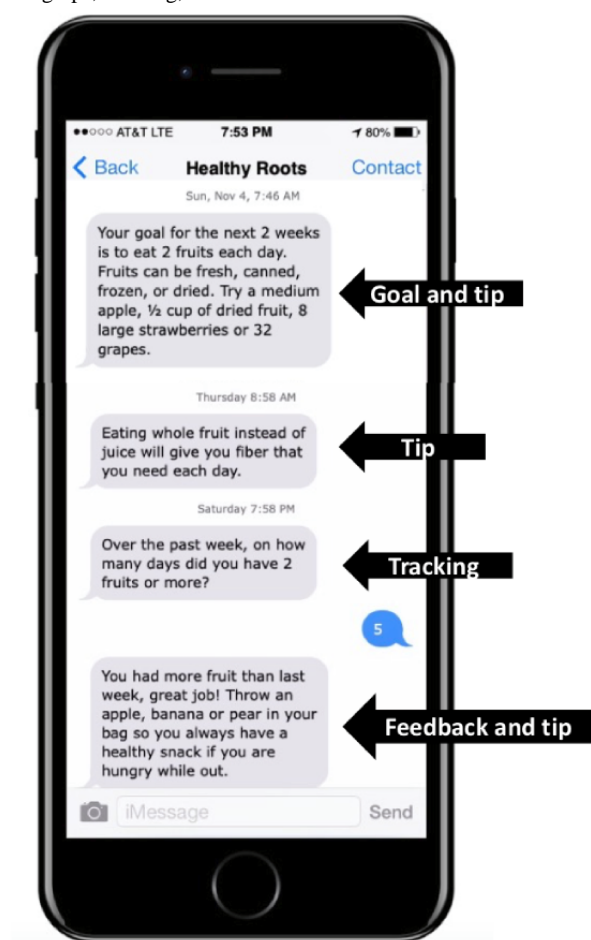 ●●○○○ AT&T LTE 7:53 PM 80%
Back Healthy Roots Contact
Sun, Nov 4, 7:46 AM
Your goal for the next 2 weeks
is to eat 2 fruits each day.
Fruits can be fresh, canned,
frozen, or dried. Try a medium
apple, ½ cup of dried fruit, 8
large strawberries or 32
grapes.
Goal and tip
Thursday 8:58 AM
Eating whole fruit instead of
juice will give you fiber that
you need each day.
Tip
Saturday 7:58 PM
Over the past week, on how
many days did you have 2
fruits or more?
Tracking
5
You had more fruit than last
week, great job! Throw an
apple, banana or pear in your
bag so you always have a
healthy snack if you are
hungry while out.
Feedback and tip
iMessage Send